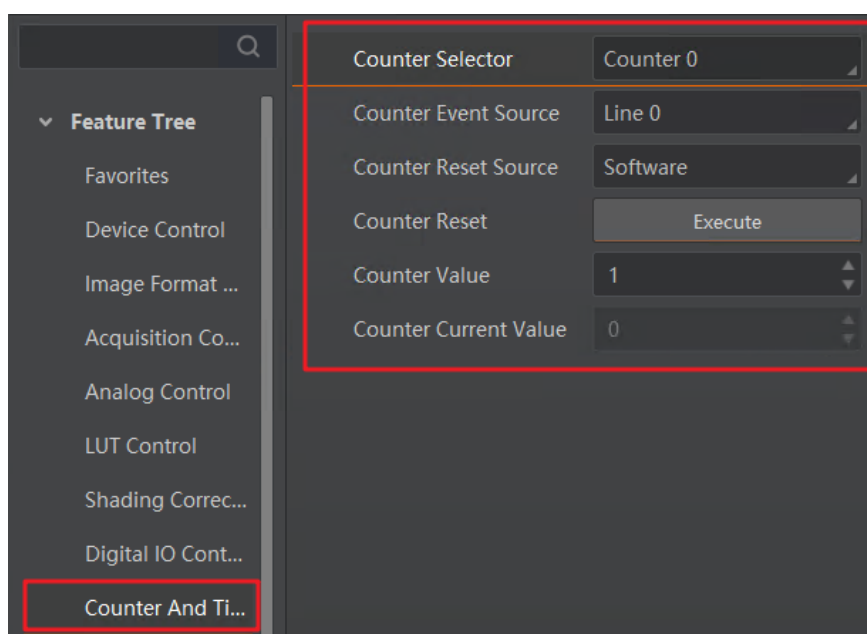 Feature Tree
Favorites
Device Control
Image Format ...
Acquisition Co...
Analog Control
LUT Control
Shading Correc...
Digital IO Cont...
Counter And Ti...
Counter Selector Counter 0
Counter Event Source Line 0
Counter Reset Source Software
Counter Reset Execute
Counter Value 1
Counter Current Value 0